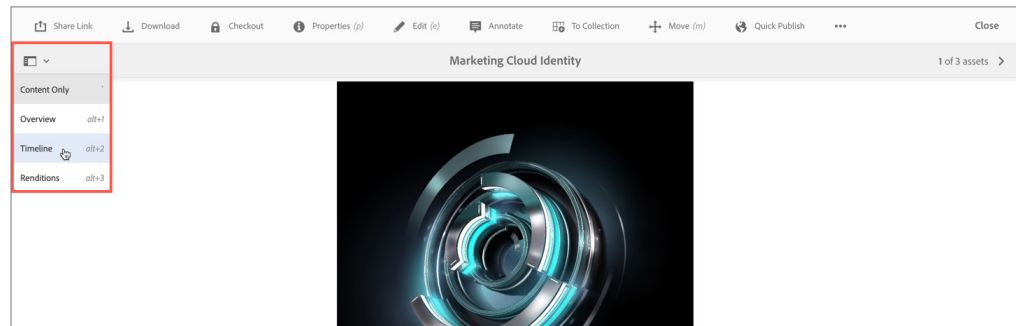 Share Link Download Checkout Properties (p) Edit (e) Annotate To Collection Move (m) Quick Publish ••• Close
Marketing Cloud Identity 1 of 3 assets >
Content Only `
Overview alt+1
Timeline alt+2
Renditions alt+3